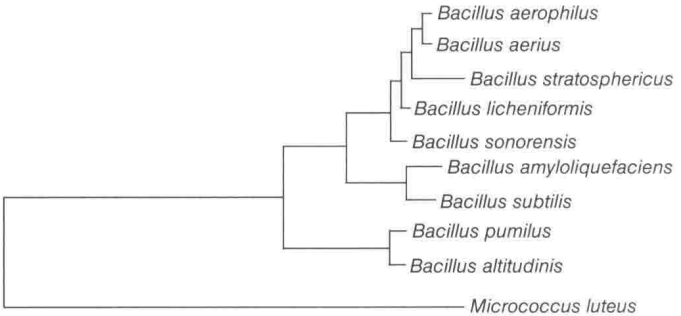 Bacillus aerophilus
Bacillus aerius
Bacillus stratosphericus
Bacillus licheniformis
Bacillus sonorensis
Bacillus amyloliquefaciens
Bacillus subtilis
Bacillus pumilus
Bacillus altitudinis
Micrococcus luteus